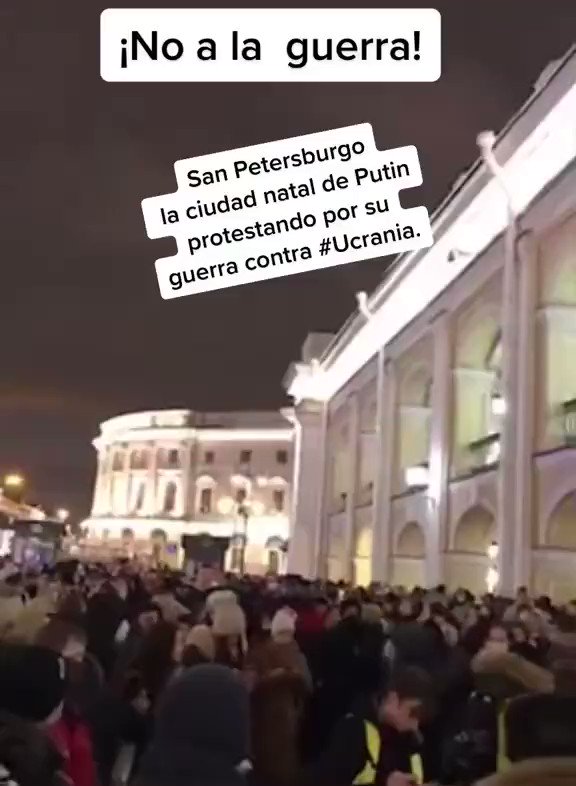 ¡No a la guerra!
San Petersburgo
la ciudad natal de Putin
protestando por su
guerra contra #Ucrania.